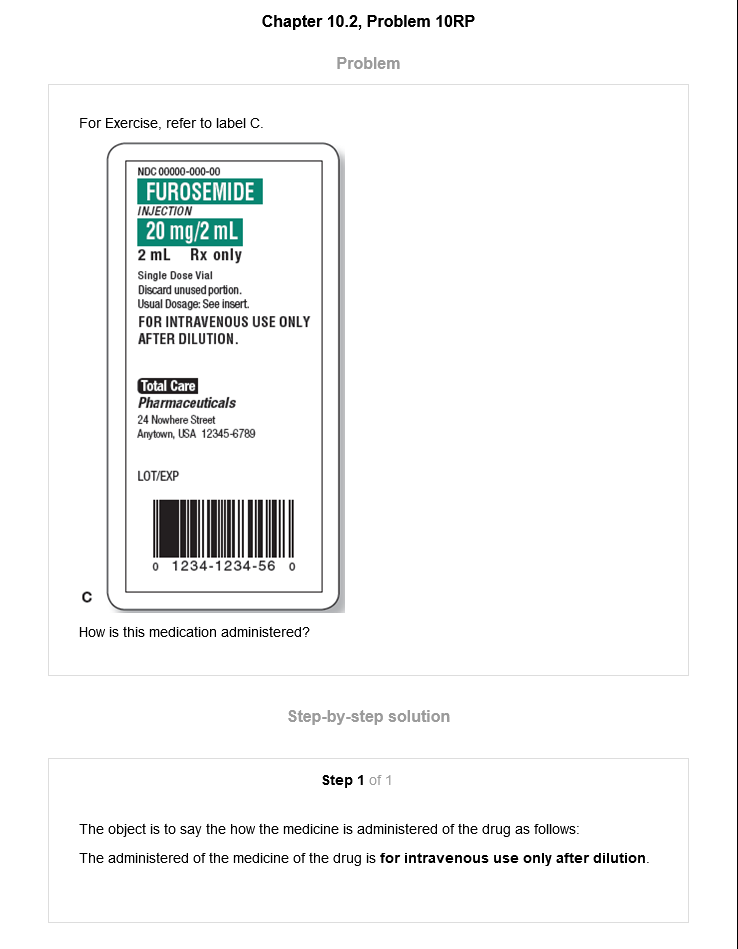 Chapter 10.2, Problem 10RP
Problem
For Exercise, refer to label C.
NDC 00000-000-00
FUROSEMIDE
INJECTION
20 mg/2 mL
2 mL Rx only
Single Dose Vial
Discard unused portion.
Usual Dosage: See insert.
FOR INTRAVENOUS USE ONLY
AFTER DILUTION.
Total Care
Pharmaceuticals
24 Nowhere Street
Anytown, USA 12345-6789
LOT/EXP
0 1234-1234-56 0
C
How is this medication administered?
Step-by-step solution
Step 1 of 1
The object is to say the how the medicine is administered of the drug as follows:
The administered of the medicine of the drug is for intravenous use only after dilution.